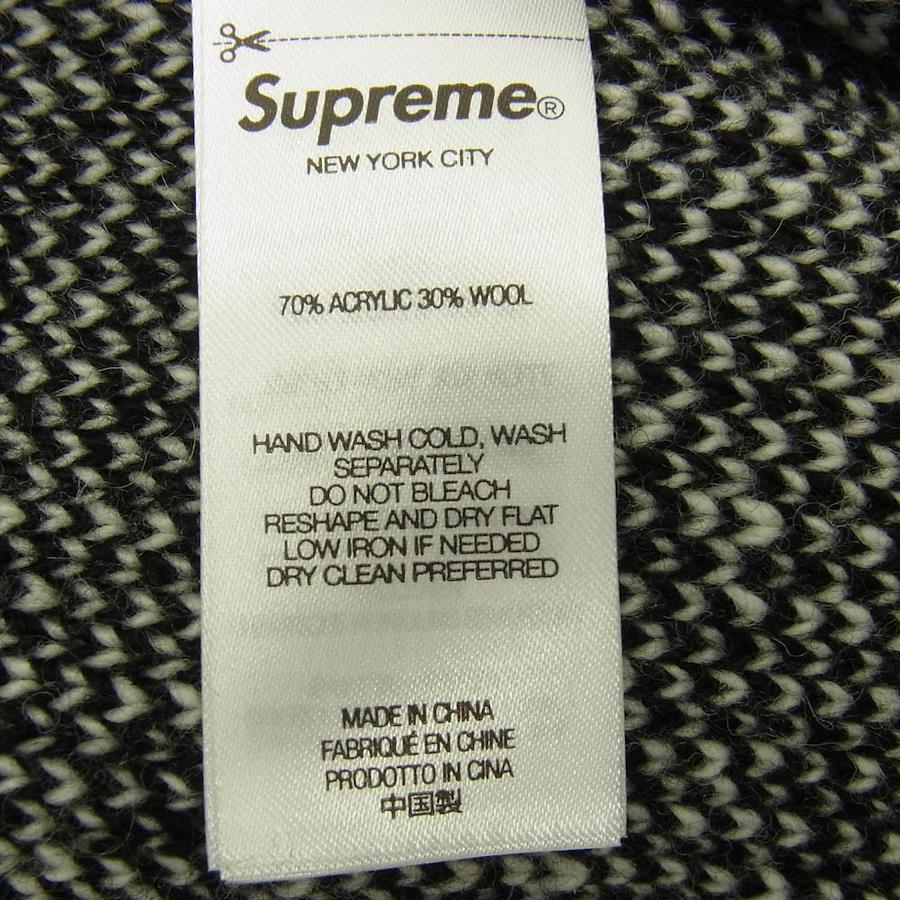 Supreme®
NEW YORK CITY
70% ACRYLIC 30% WOOL
HAND WASH COLD, WASH
SEPARATELY
DO NOT BLEACH
RESHAPE AND DRY FLAT
LOW IRON IF NEEDED
DRY CLEAN PREFERRED
MADE IN CHINA
FABRIQUÉ EN CHINE
PRODOTTO IN CINA
中国製